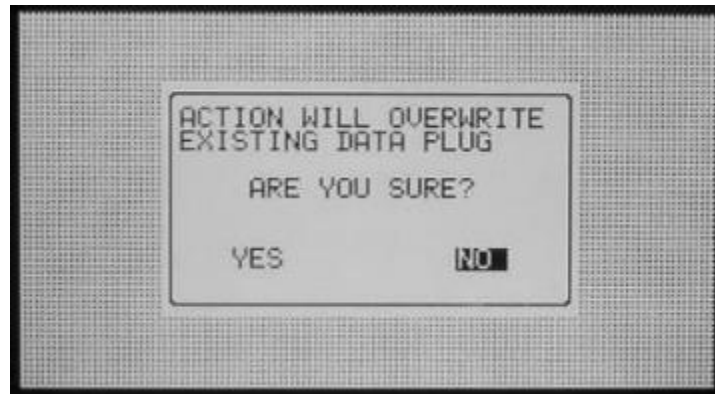 ACTION WILL OVERWRITE
EXISTING DATA PLUG
ARE YOU SURE?
YES NO